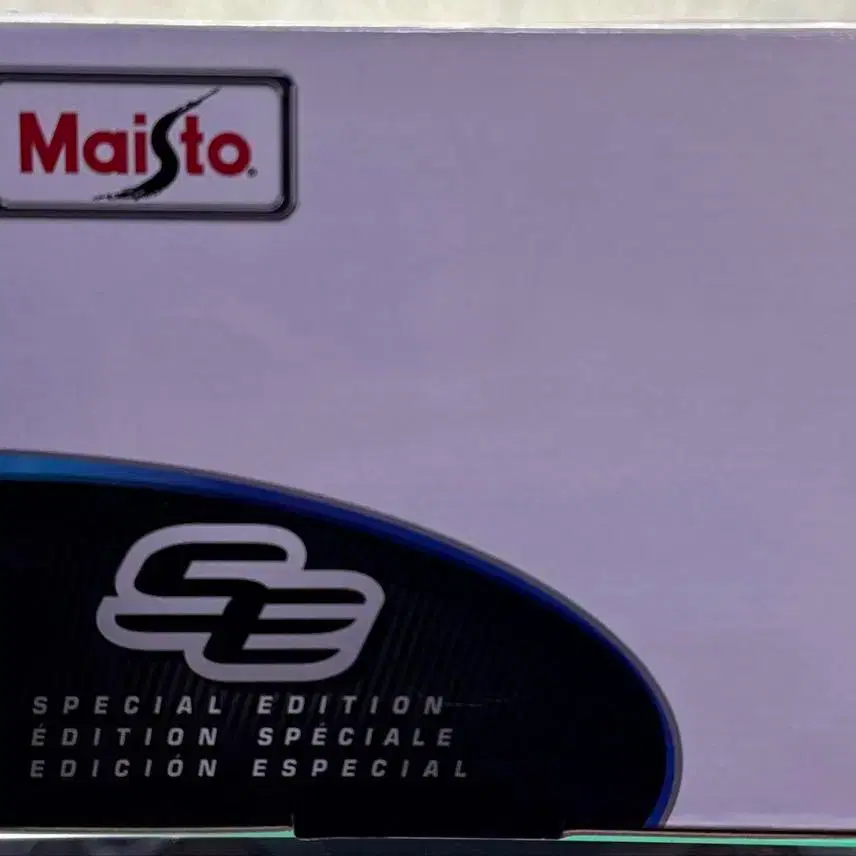 Maisto
SE
SPECIAL EDITION
ÉDITION SPÉCIALE
EDICIÓN ESPECIAL